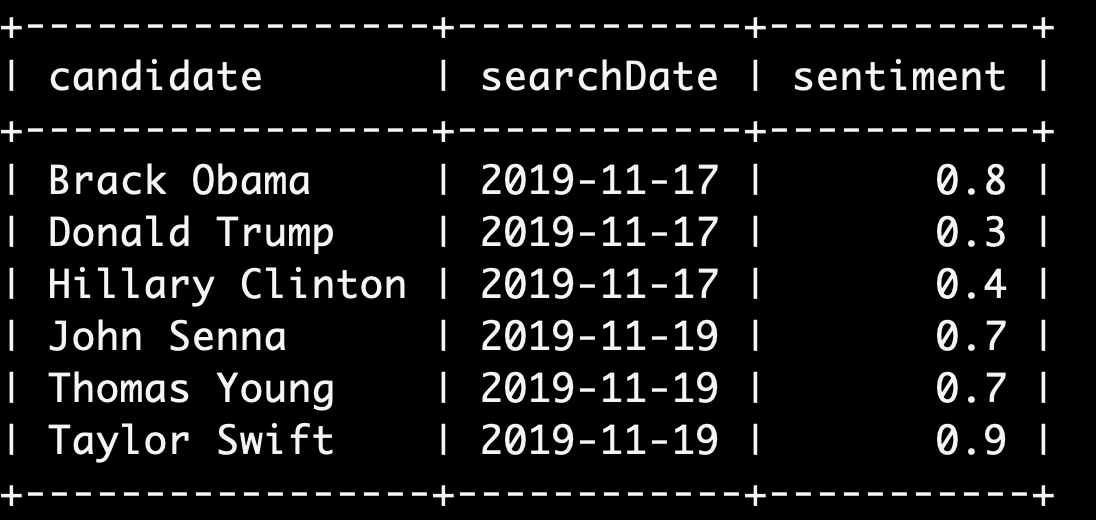 +-----------------+------------+-----------+
| candidate       | searchDate | sentiment |
+-----------------+------------+-----------+
| Brack Obama     | 2019-11-17 |       0.8 |
| Donald Trump    | 2019-11-17 |       0.3 |
| Hillary Clinton | 2019-11-17 |       0.4 |
| John Senna      | 2019-11-19 |       0.7 |
| Thomas Young    | 2019-11-19 |       0.7 |
| Taylor Swift    | 2019-11-19 |       0.9 |
+-----------------+------------+-----------+